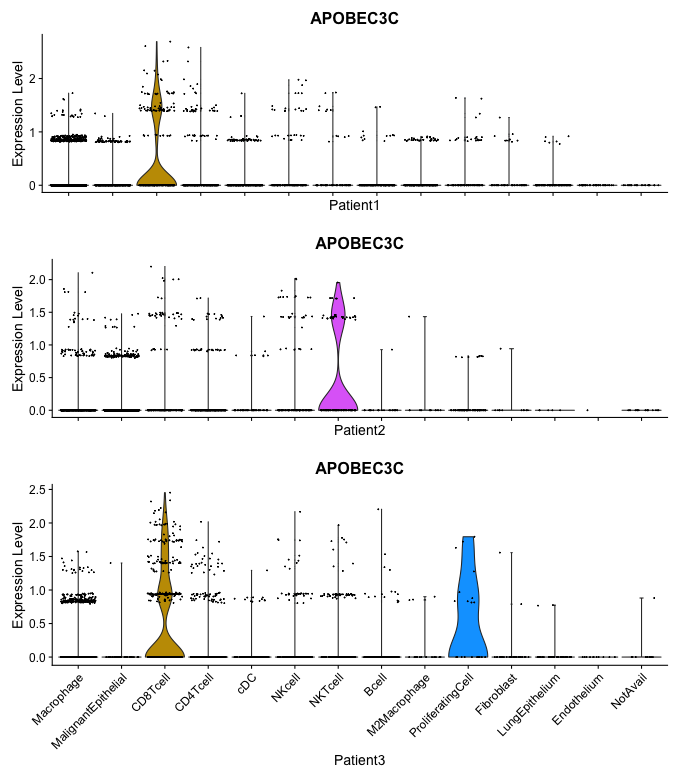 APOBEC3C
Expression Level
2
1
0
Patient1
APOBEC3C
Expression Level
2.0
1.5
1.0
0.5
0.0
Patient2
APOBEC3C
Expression Level
2.5
2.0
1.5
1.0
0.5
0.0
Macrophage
MalignantEpithelial
CD8Tcell
CD4Tcell
cDC
NKcell
NKTcell
Bcell
M2Macrophage
ProliferatingCell
Fibroblast
LungEpithelium
Endothelium
NotAvail
Patient3